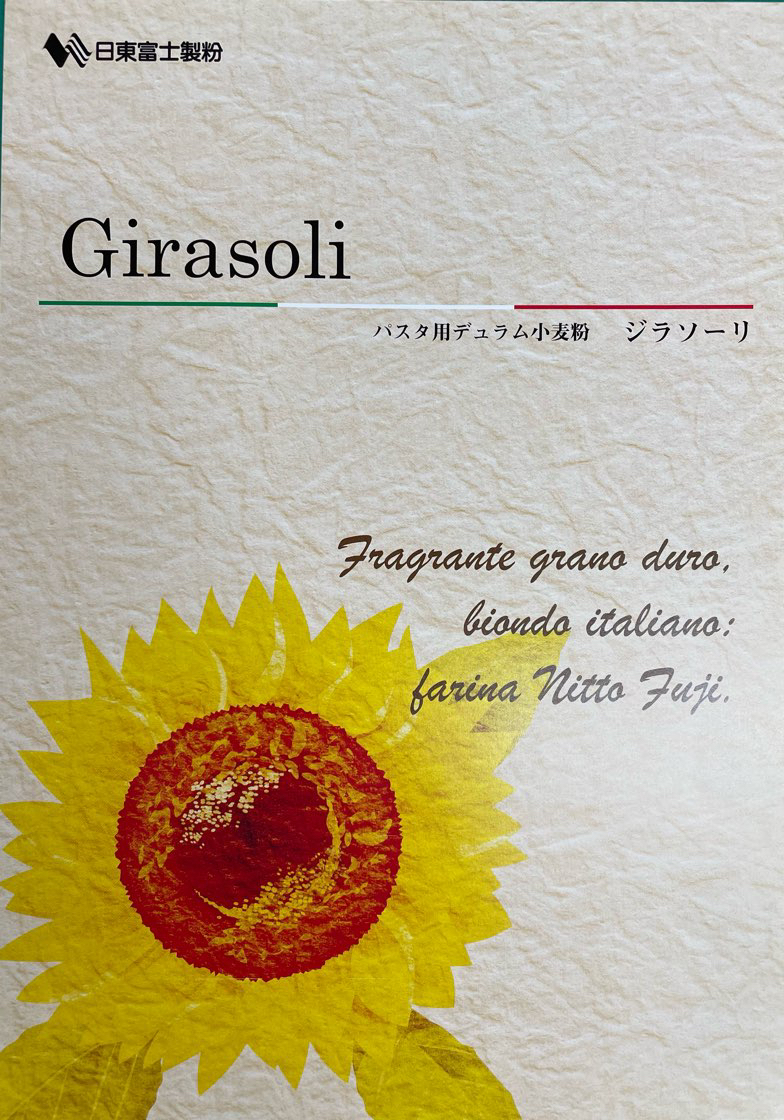 日東富士製粉
Girasoli
パスタ用デュラム小麦粉 ジラソーリ
Fragrante grano duro,
biondo italiano:
farina Nitto Fuji.